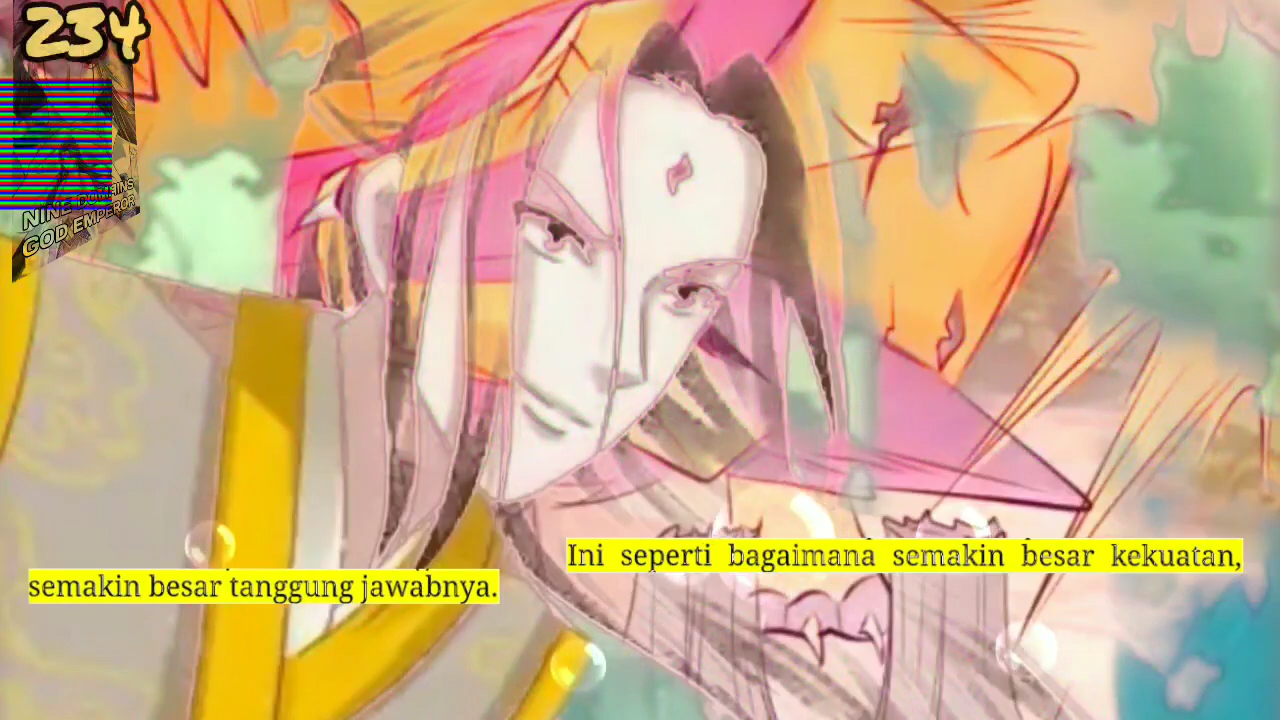 234
NINE DOMAINS
GOD EMPEROR
Ini seperti bagaimana semakin besar kekuatan,
semakin besar tanggung jawabnya.